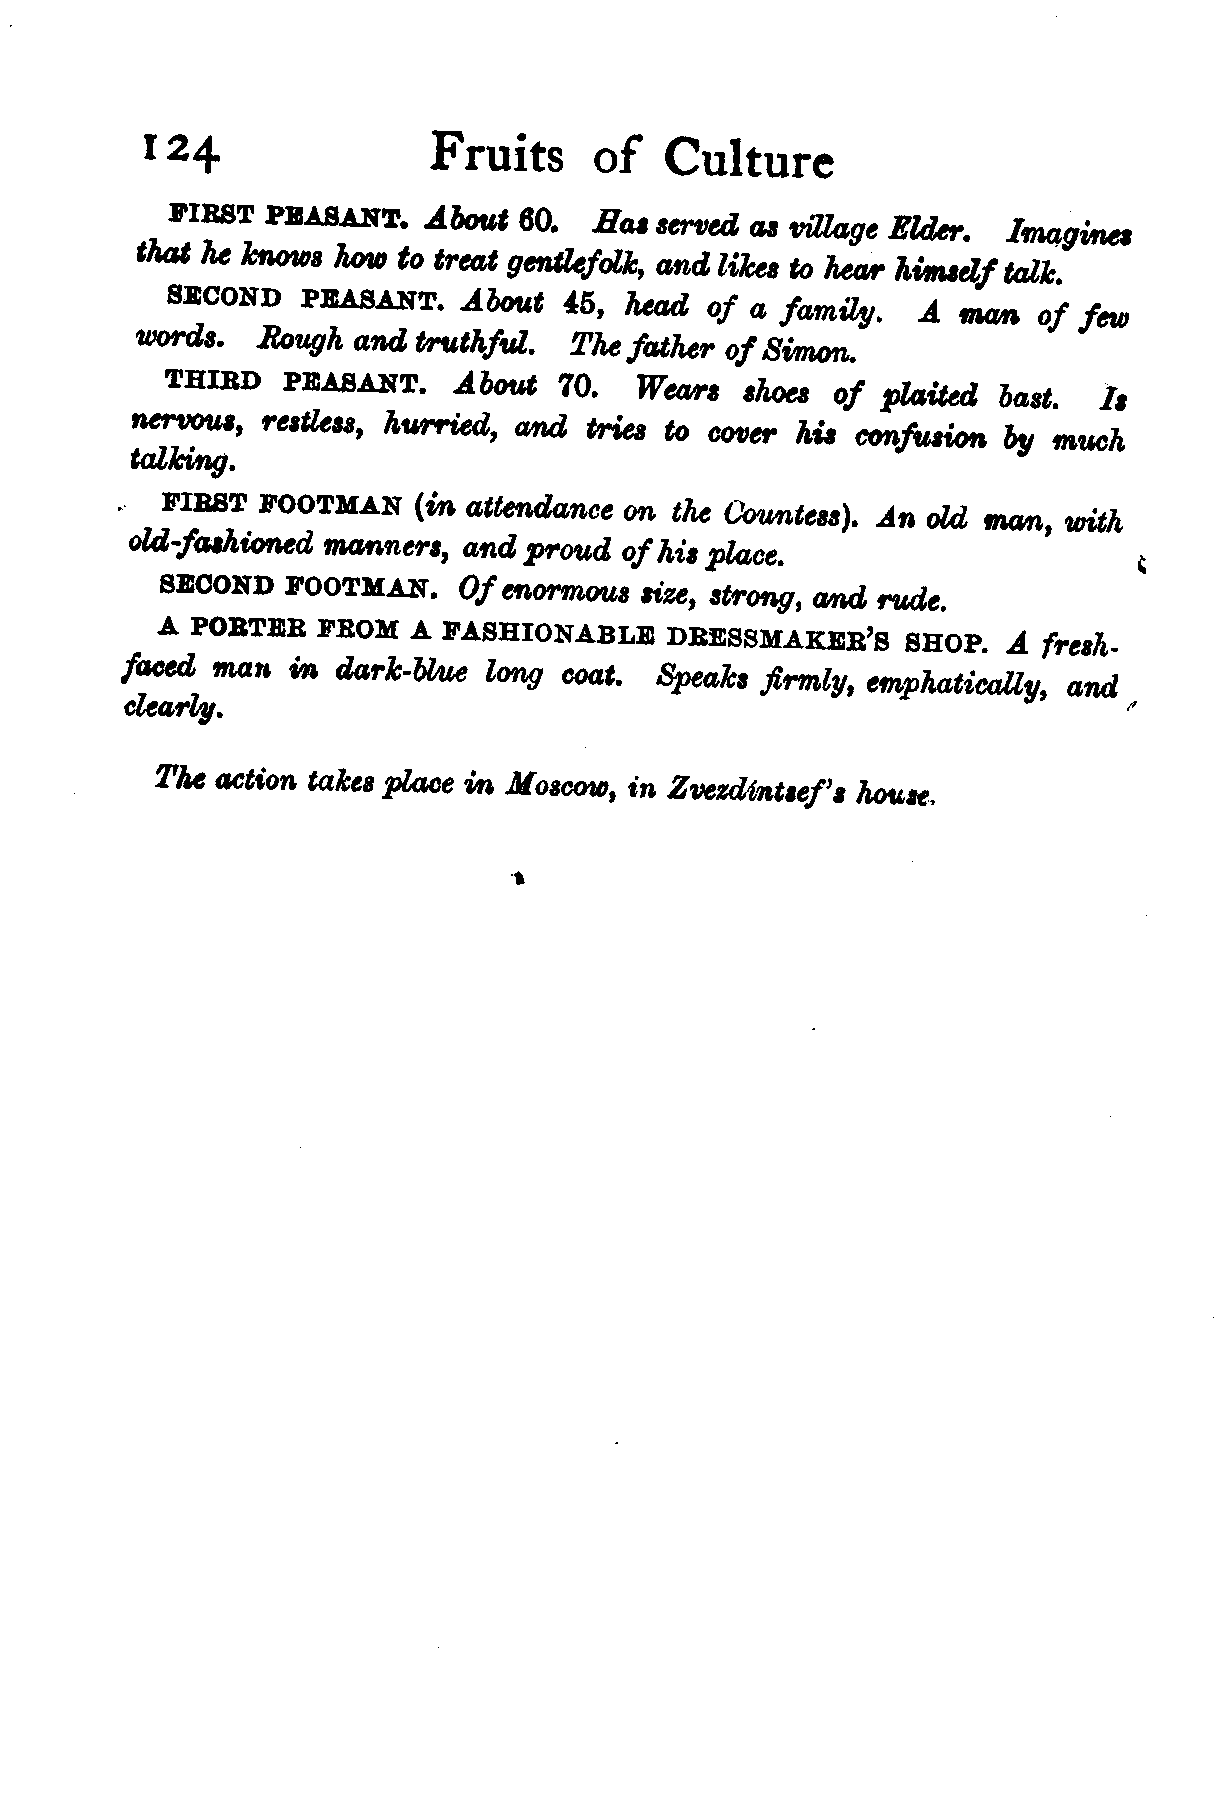 124 Fruits of Culture
FIRST PEASANT. About 60. Has served as village Elder. Imagines
that he knows how to treat gentlefolk, and likes to hear himself talk.
SECOND PEASANT. About 45, head of a family. A man of few
words. Rough and truthful. The father of Simon.
THIRD PEASANT. About 70. Wears shoes of plaited bast. Is
nervous, restless, hurried, and tries to cover his confusion by much
talking.
FIRST FOOTMAN (in attendance on the Countess). An old man, with
old-fashioned manners, and proud of his place.
SECOND FOOTMAN. Of enormous size, strong, and rude.
A PORTER FROM A FASHIONABLE DRESSMAKER'S SHOP. A fresh-
faced man in dark-blue long coat. Speaks firmly, emphatically, and
clearly.
The action takes place in Moscow, in Zvezdíntsef's house.